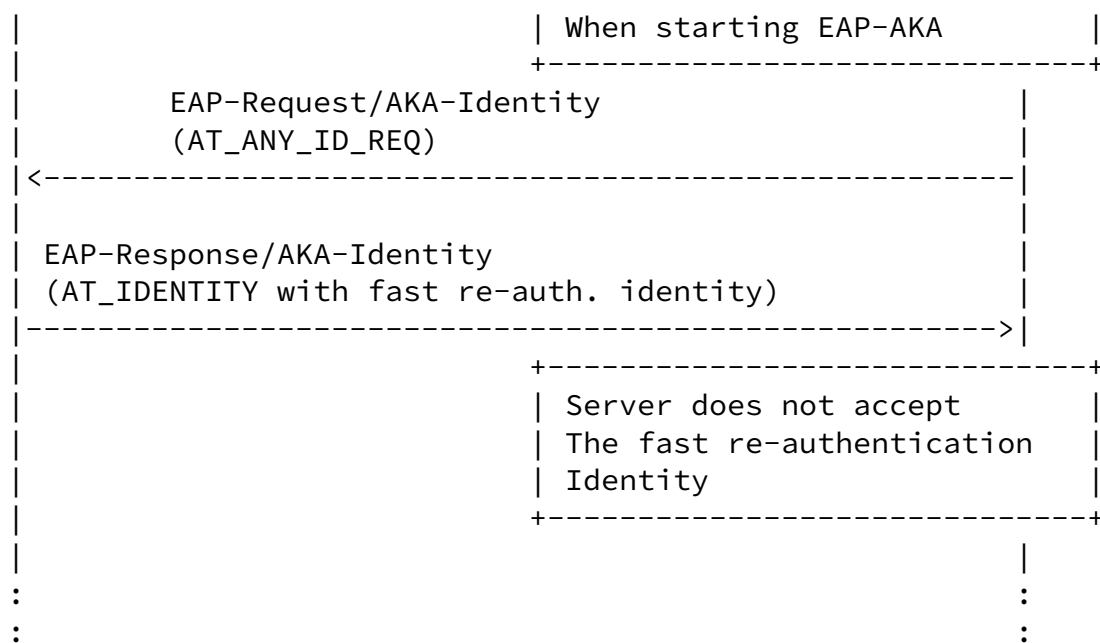 |                            | When starting EAP-AKA       |
|                            +------------------------------+
|        EAP-Request/AKA-Identity                       |
|        (AT_ANY_ID_REQ)                                |
|<------------------------------------------------------|
|                                                       |
| EAP-Response/AKA-Identity                             |
| (AT_IDENTITY with fast re-auth. identity)             |
|------------------------------------------------------>|
|                            +------------------------------+
|                            | Server does not accept       |
|                            | The fast re-authentication   |
|                            | Identity                     |
|                            +------------------------------+
|                                                       |
:                                                       :
:                                                       :